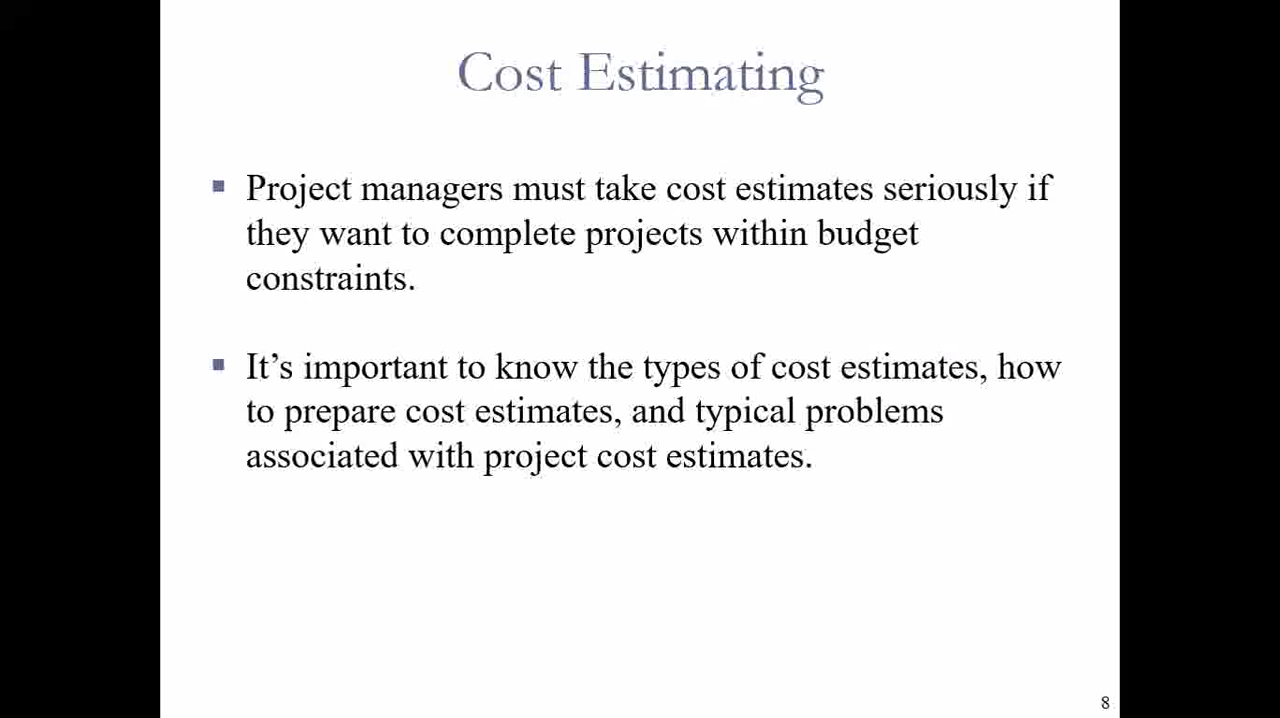 Cost Estimating
▪ Project managers must take cost estimates seriously if
they want to complete projects within budget
constraints.
▪ It’s important to know the types of cost estimates, how
to prepare cost estimates, and typical problems
associated with project cost estimates.
8